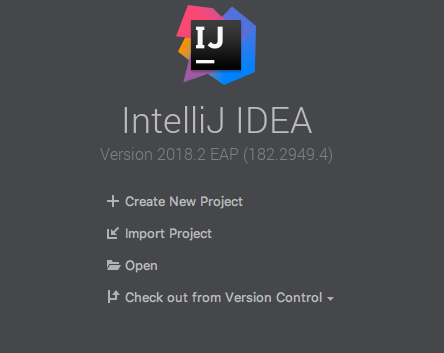 IJ
IntelliJ IDEA
Version 2018.2 EAP (182.2949.4)
Create New Project
Import Project
Open
Check out from Version Control